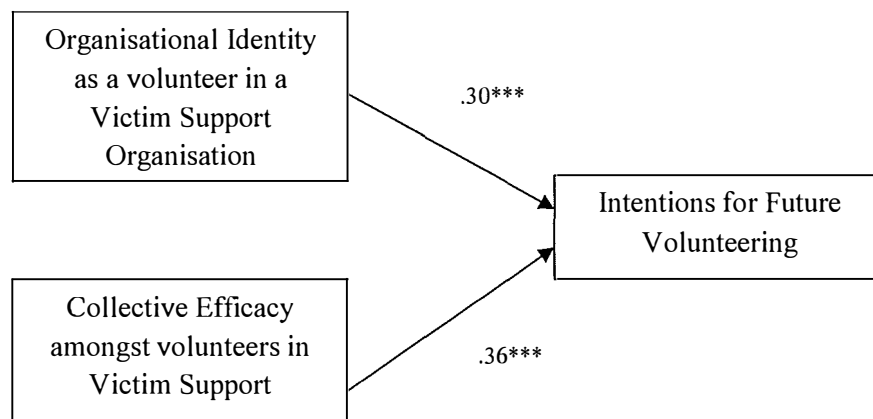 Organisational Identity
as a volunteer in a
Victim Support
Organisation
.30***
Intentions for Future
Volunteering
Collective Efficacy
amongst volunteers in
Victim Support
.36***